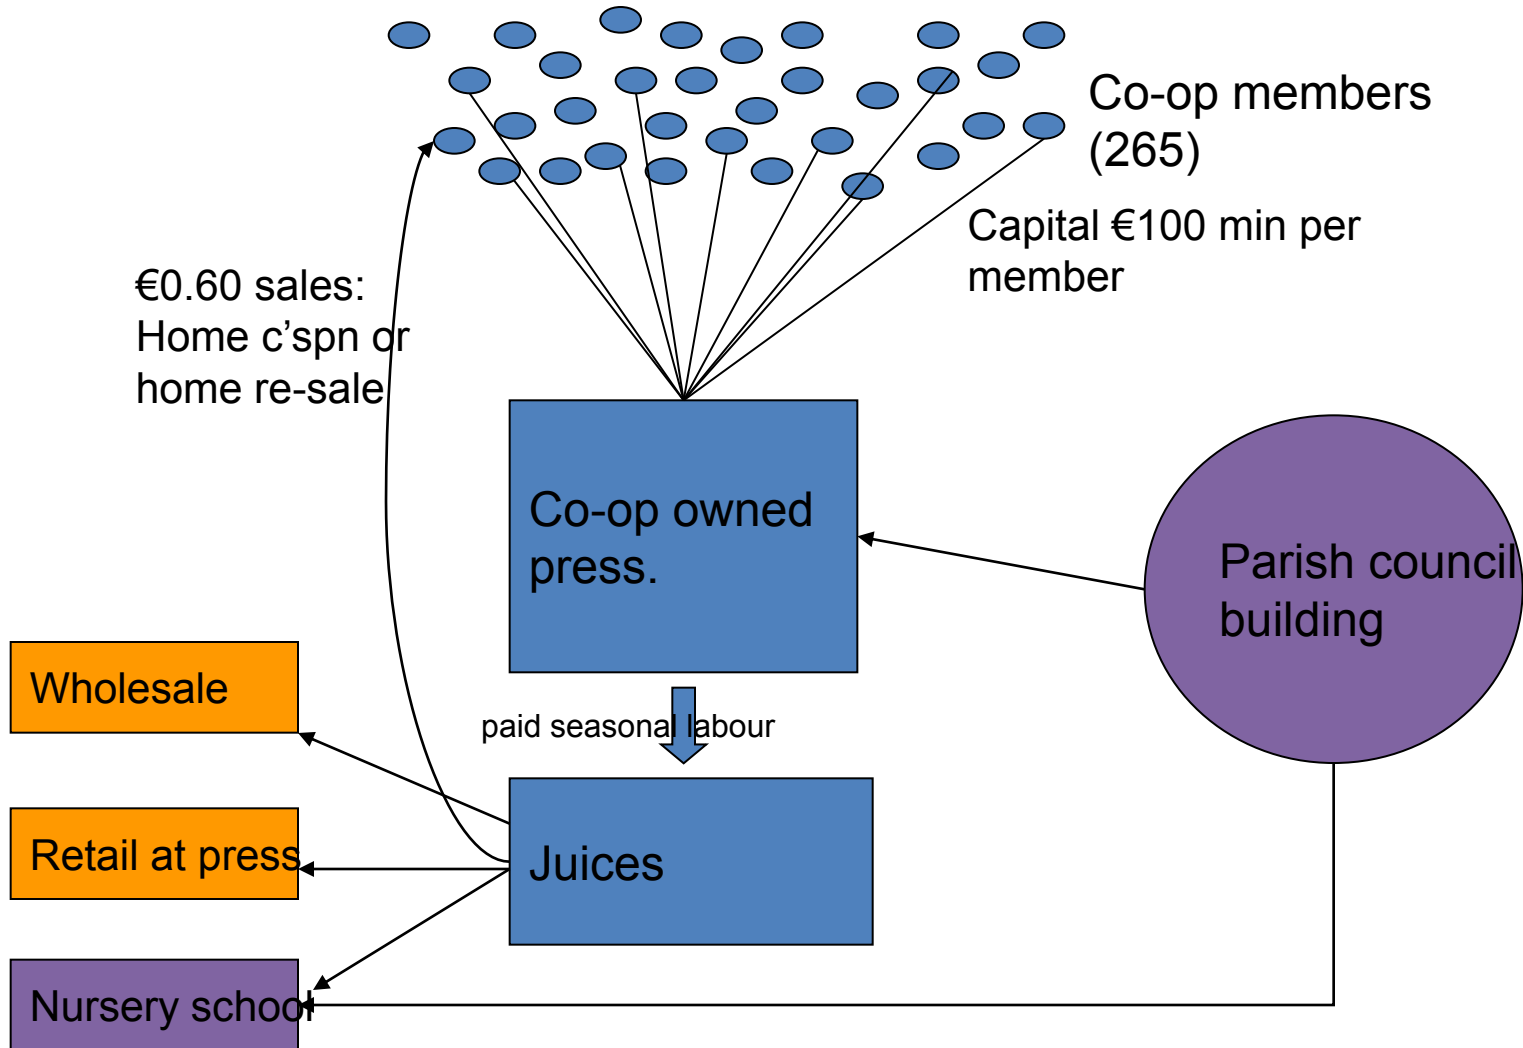 Co-op members
(265)
Capital €100 min per
member
€0.60 sales:
Home c’spn or
home re-sale
Co-op owned
press.
Parish council
building
Wholesale
paid seasonal labour
Retail at press
Juices
Nursery school